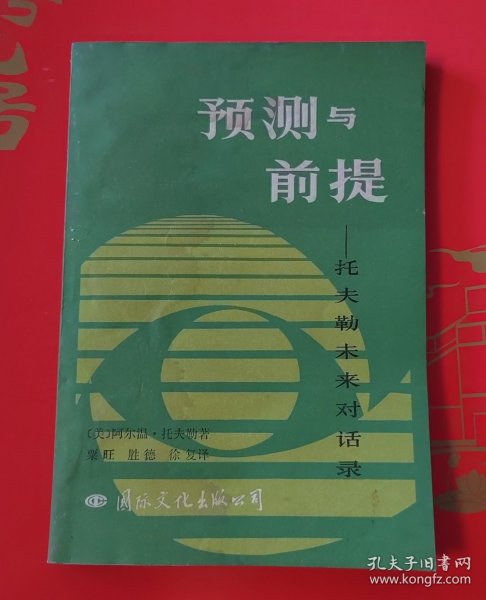 预测与
前提
——托夫勒未来对话录
〔美〕阿尔温·托夫勒著
粟旺 胜德 徐复译
国际文化出版公司
孔夫子旧书网
www.kongfz.com